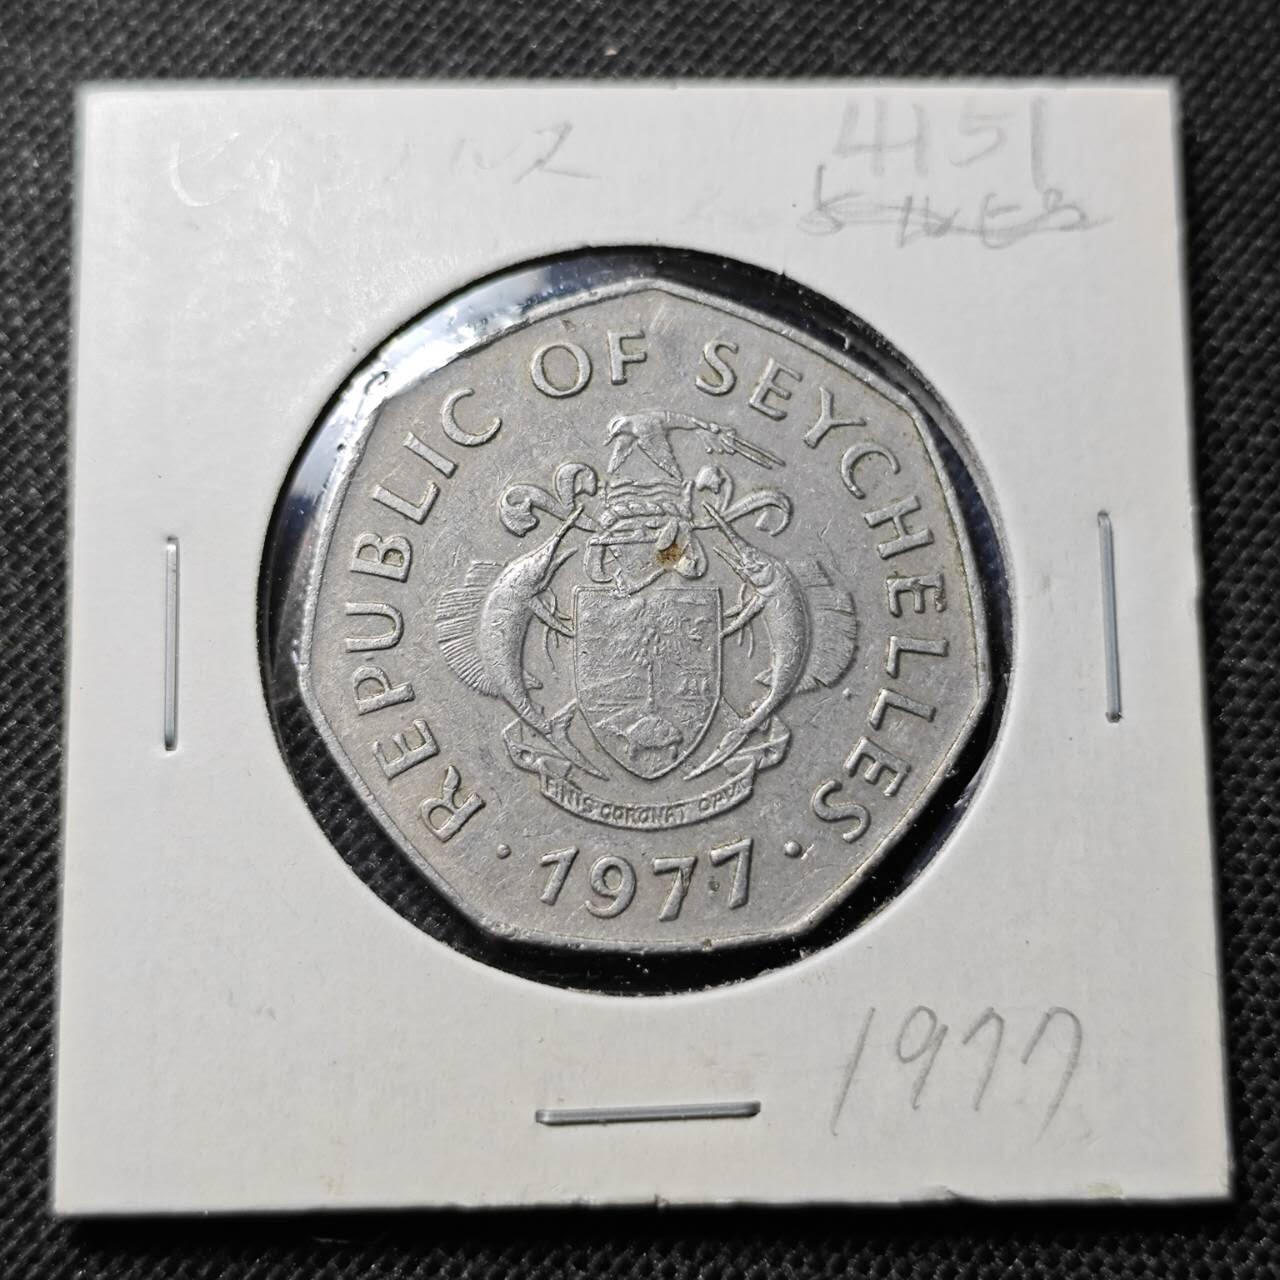 4151
REPUBLIC OF SEYCHELLES
FINIS CORONAT OPUS
· 1977 ·
1977